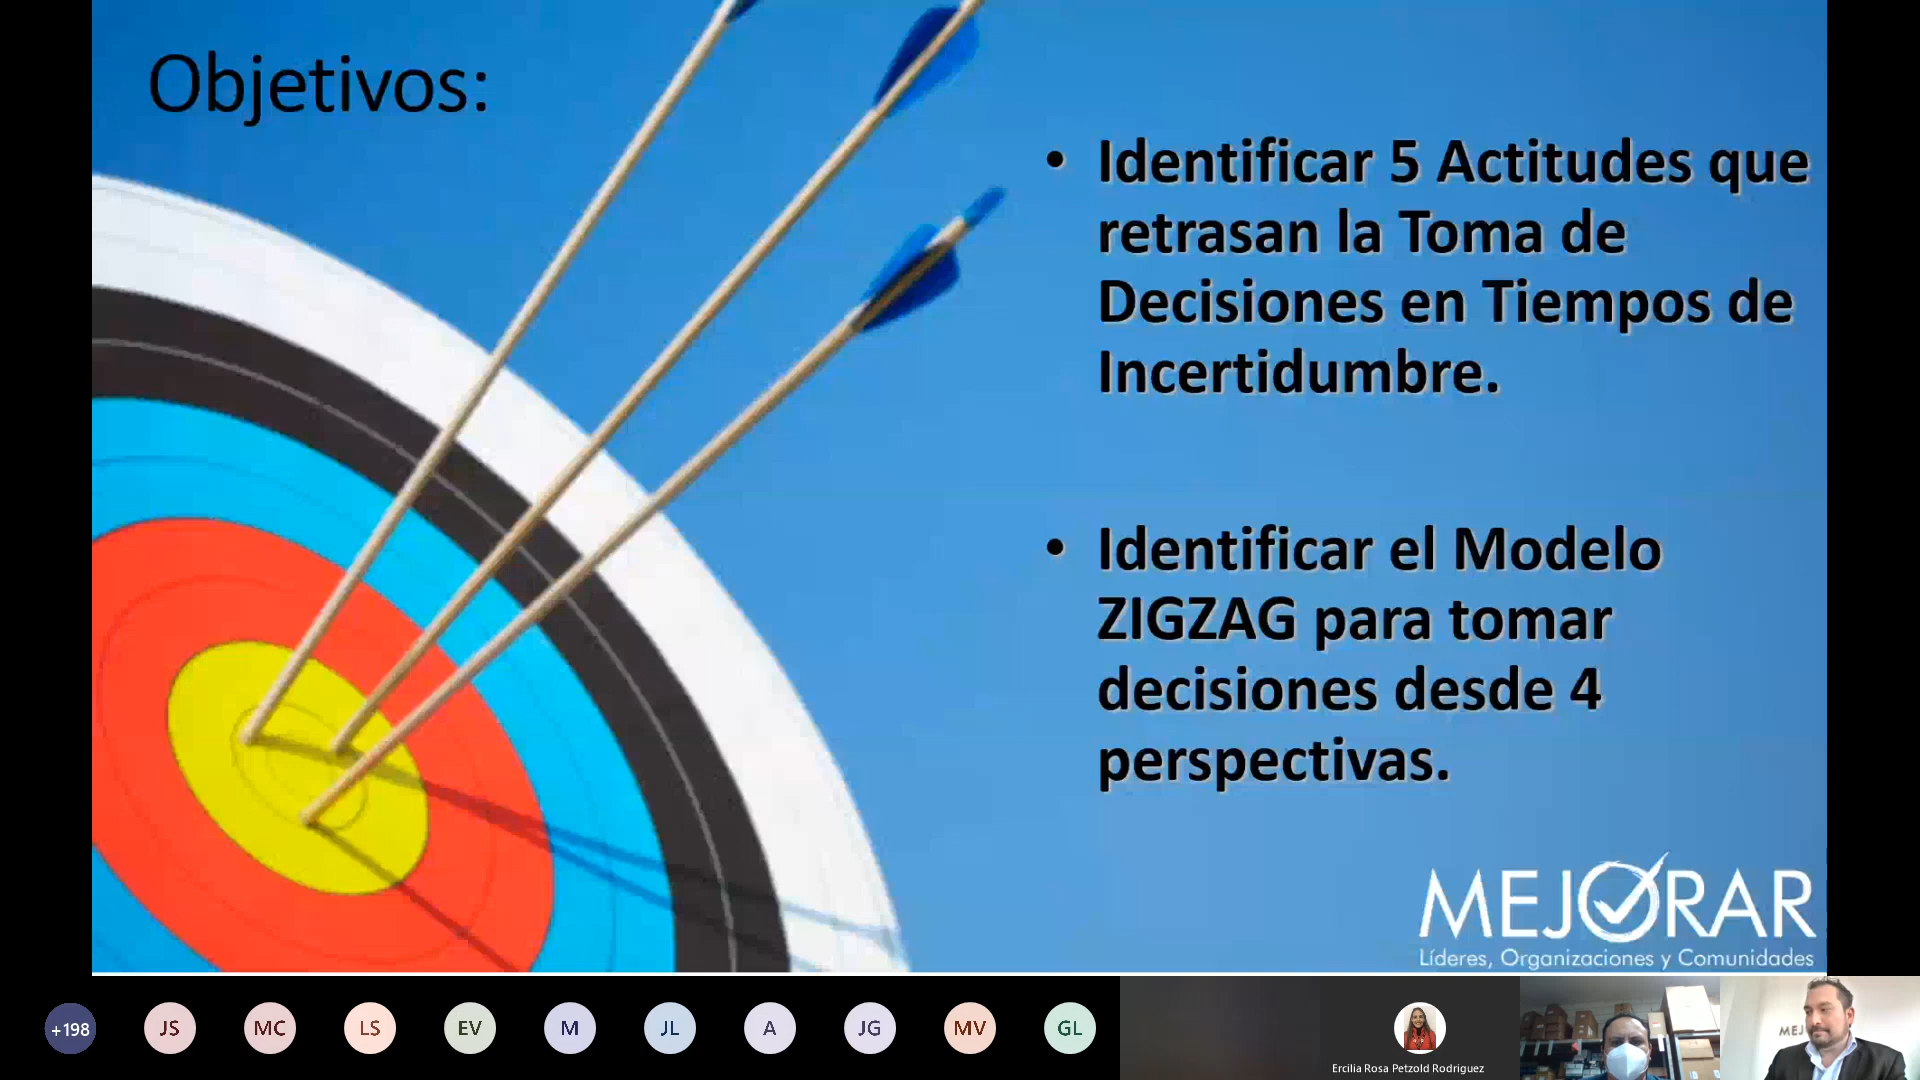 Objetivos:
• Identificar 5 Actitudes que
retrasan la Toma de
Decisiones en Tiempos de
Incertidumbre.
• Identificar el Modelo
ZIGZAG para tomar
decisiones desde 4
perspectivas.
MEJORAR
Líderes, Organizaciones y Comunidades
+198
JS
MC
LS
EV
M
JL
A
JG
MV
GL
Ercilia Rosa Petzold Rodriguez
MEJ